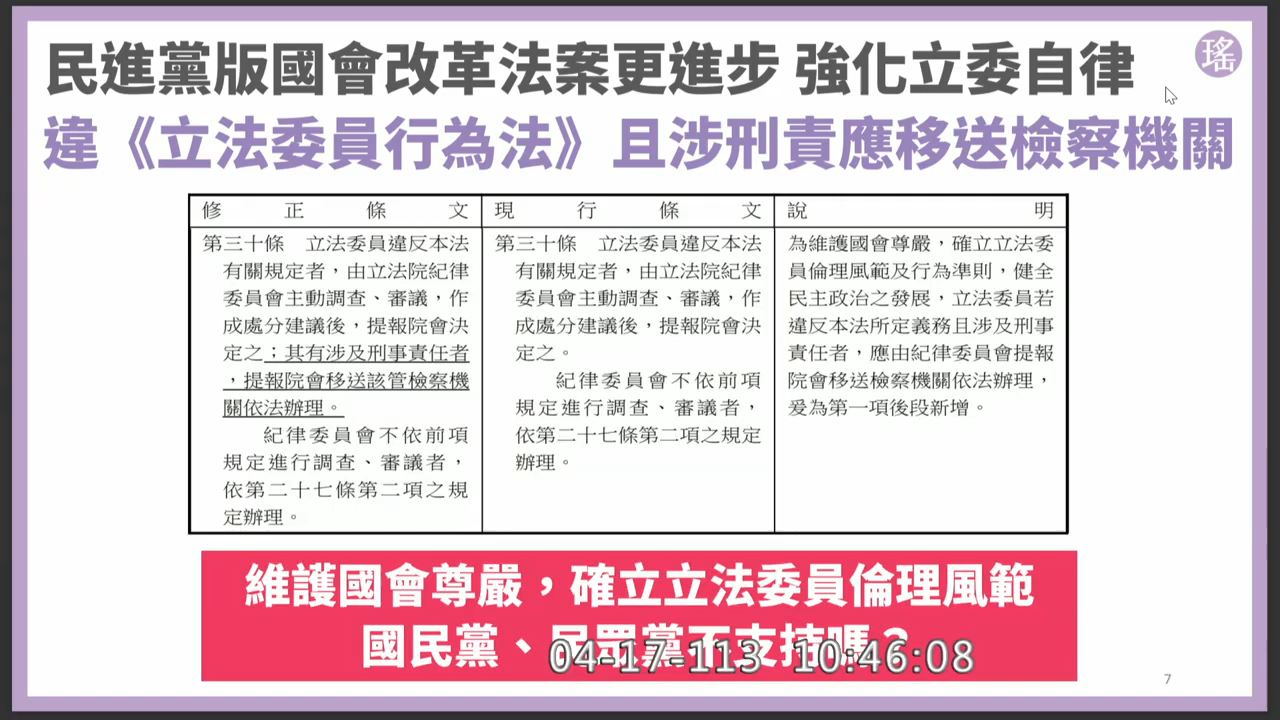 民進黨版國會改革法案更進步 強化立委自律
瑤
違《立法委員行為法》且涉刑責應移送檢察機關
修正條文
第三十條　立法委員違反本法
有關規定者，由立法院紀律
委員會主動調查、審議，作
成處分建議後，提報院會決
定之；其有涉及刑事責任者
，提報院會移送該管檢察機
關依法辦理。
紀律委員會不依前項
規定進行調查、審議者，
依第二十七條第二項之規
定辦理。
現行條文
第三十條　立法委員違反本法
有關規定者，由立法院紀律
委員會主動調查、審議，作
成處分建議後，提報院會決
定之。
紀律委員會不依前項
規定進行調查、審議者，
依第二十七條第二項之規定
辦理。
說明
為維護國會尊嚴，確立立法委
員倫理風範及行為準則，健全
民主政治之發展，立法委員若
違反本法所定義務且涉及刑事
責任者，應由紀律委員會提報
院會移送檢察機關依法辦理，
爰為第一項後段新增。
維護國會尊嚴，確立立法委員倫理風範
國民黨、民眾黨不支持嗎？
04-17-113 10:46:08
7